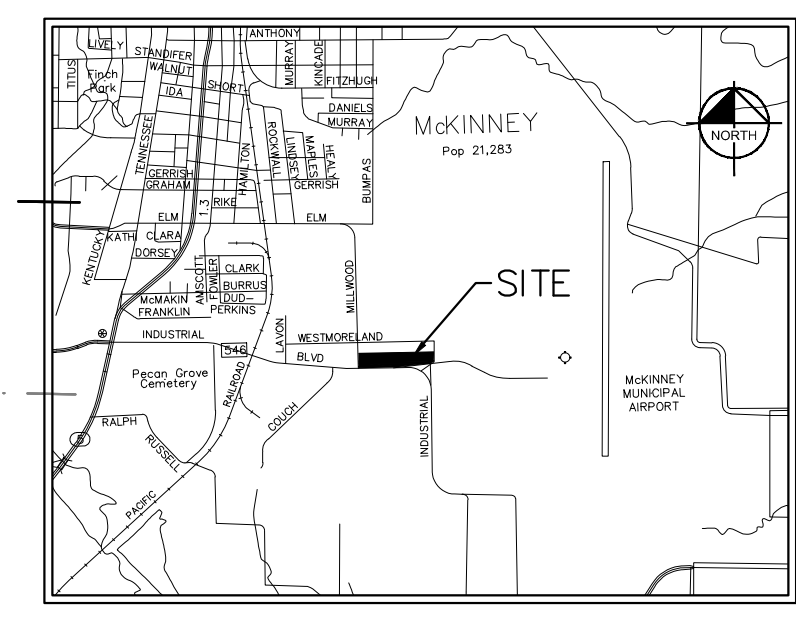 ANTHONY
LIVELY
STANDIFER
MURRAY
KINCADE
TITUS
Finch
Park
WALNUT
FITZHUGH
IDA
SHORT
DANIELS
MURRAY
McKINNEY
Pop 21,283
NORTH
TENNESSEE
HAMILTON
ROCKWALL
LINDSEY
MAPLES
HEALY
BUMPAS
GERRISH
GRAHAM
GERRISH
1.3
RIKE
ELM
ELM
KENTUCKY
KATHI
CLARA
DORSEY
AMSCOTT
FOWLER
CLARK
BURRUS
DUD-
PERKINS
MILLWOOD
SITE
McMAKIN
FRANKLIN
INDUSTRIAL
546
LAVON
WESTMORELAND
BLVD
Pecan Grove
Cemetery
RAILROAD
COUCH
INDUSTRIAL
McKINNEY
MUNICIPAL
AIRPORT
RALPH
5
RUSSELL
PACIFIC